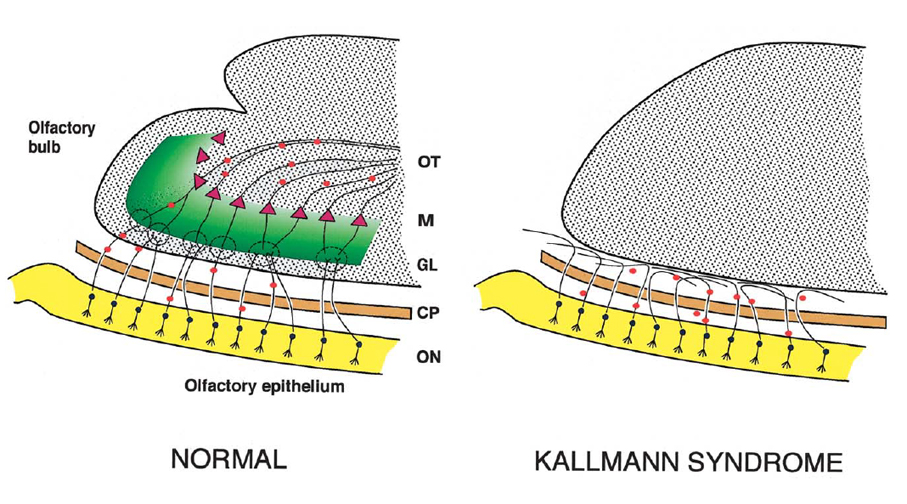 Olfactory
bulb
OT
M
GL
CP
ON
Olfactory epithelium
NORMAL
KALLMANN SYNDROME